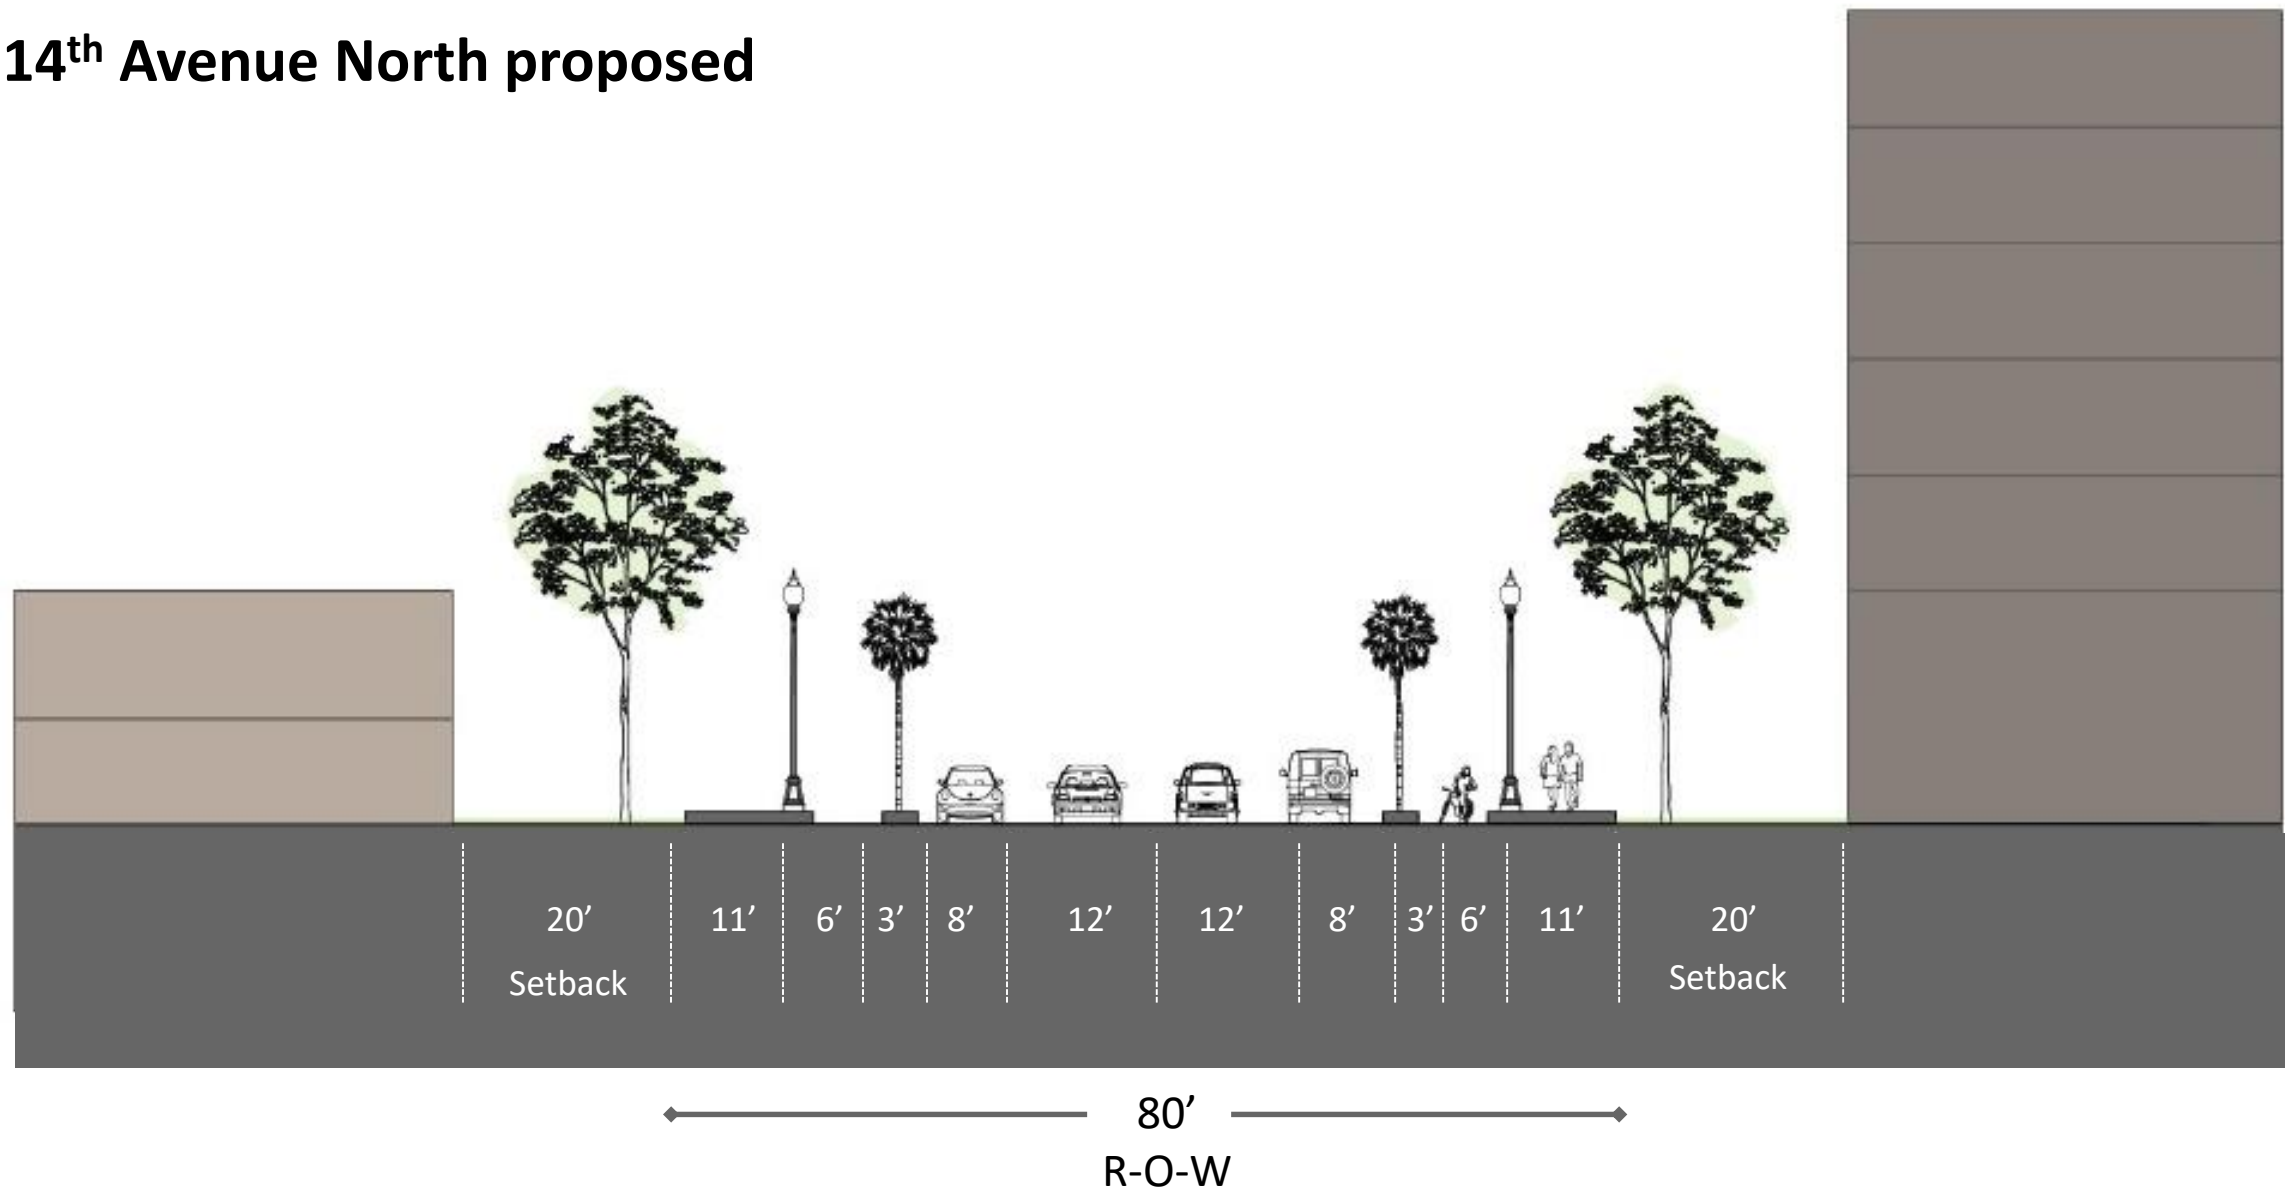 14th Avenue North proposed
20’ 11’ 6’ 3’ 8’ 12’ 12’ 8’ 3’ 6’ 11’ 20’
Setback Setback
80’
R-O-W